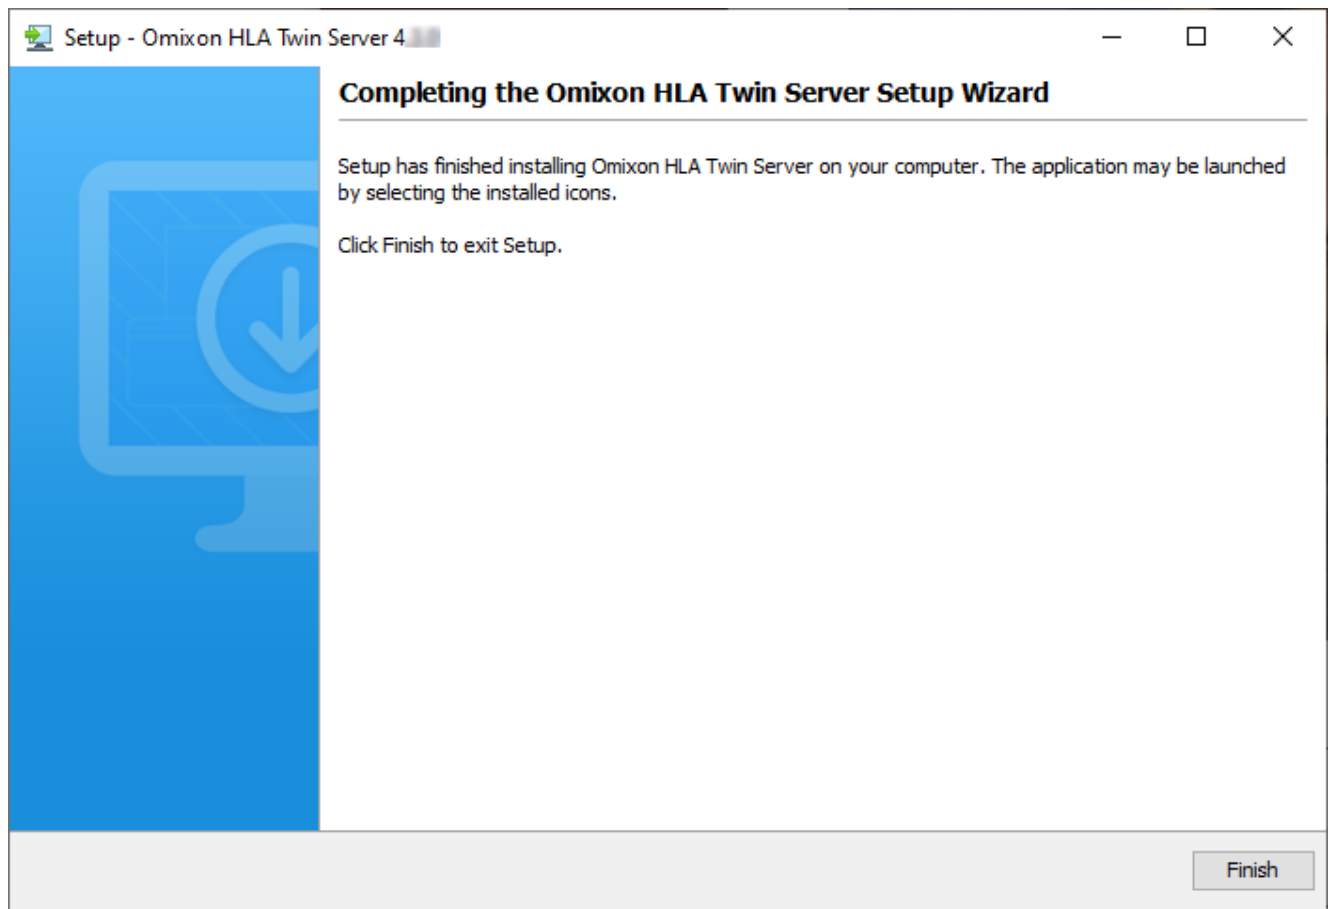 Setup - Omixon HLA Twin Server 4
Completing the Omixon HLA Twin Server Setup Wizard
Setup has finished installing Omixon HLA Twin Server on your computer. The application may be launched
by selecting the installed icons.
Click Finish to exit Setup.
Finish